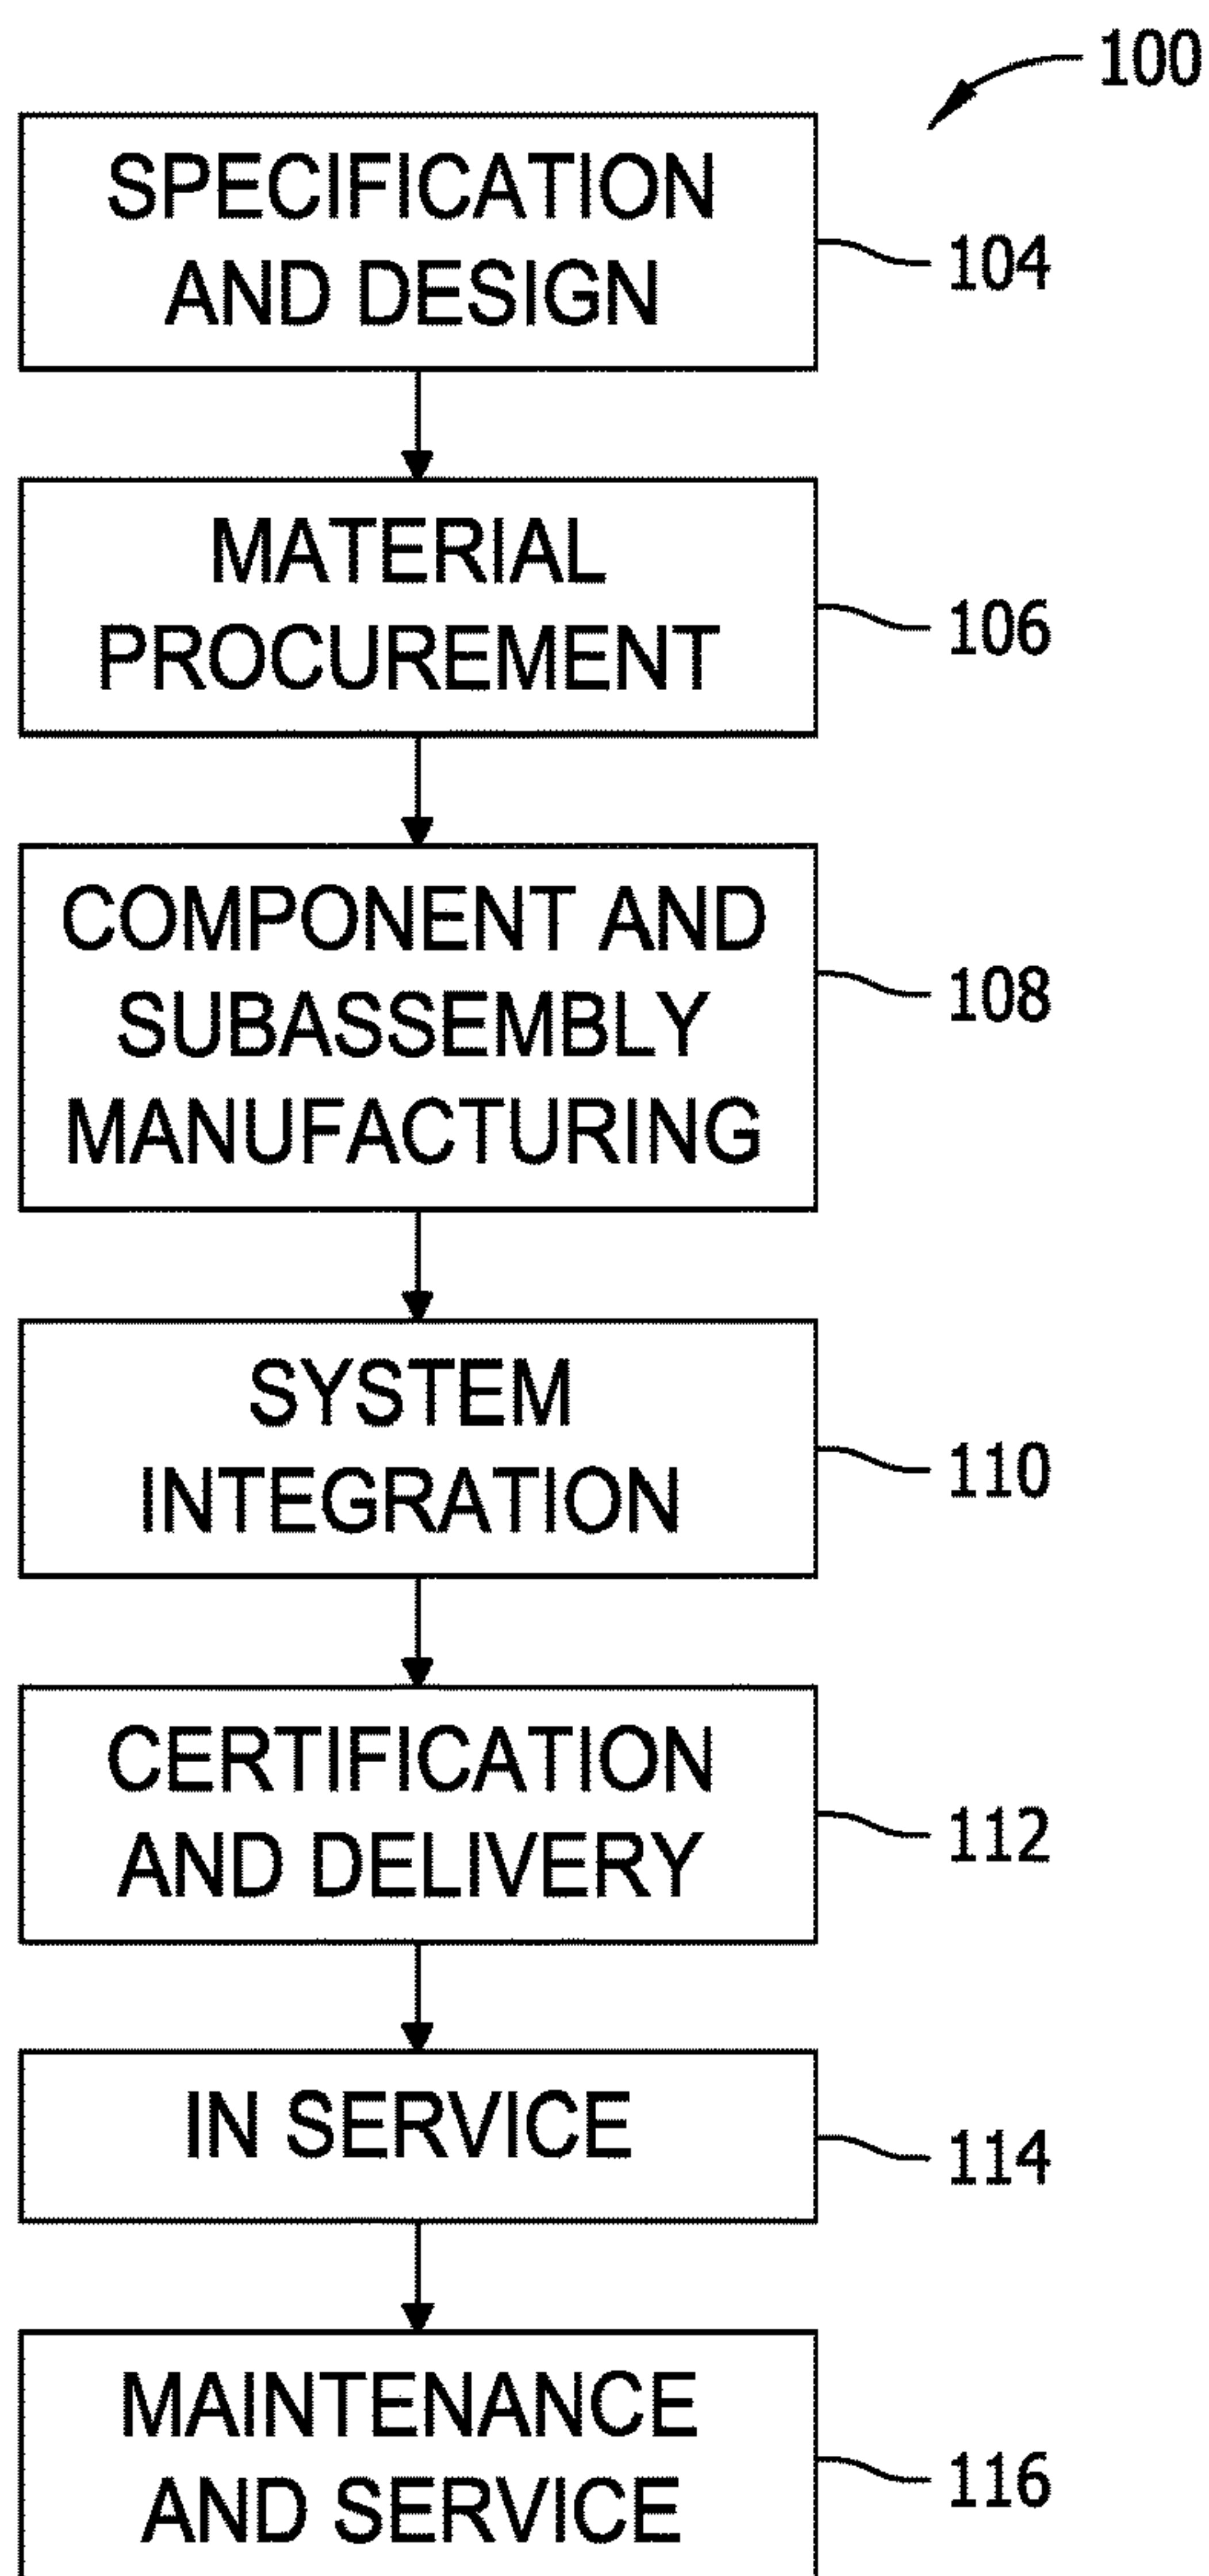 100
SPECIFICATION
AND DESIGN
104
MATERIAL
PROCUREMENT
106
COMPONENT AND
SUBASSEMBLY
MANUFACTURING
108
SYSTEM
INTEGRATION
110
CERTIFICATION
AND DELIVERY
112
IN SERVICE
114
MAINTENANCE
AND SERVICE
116